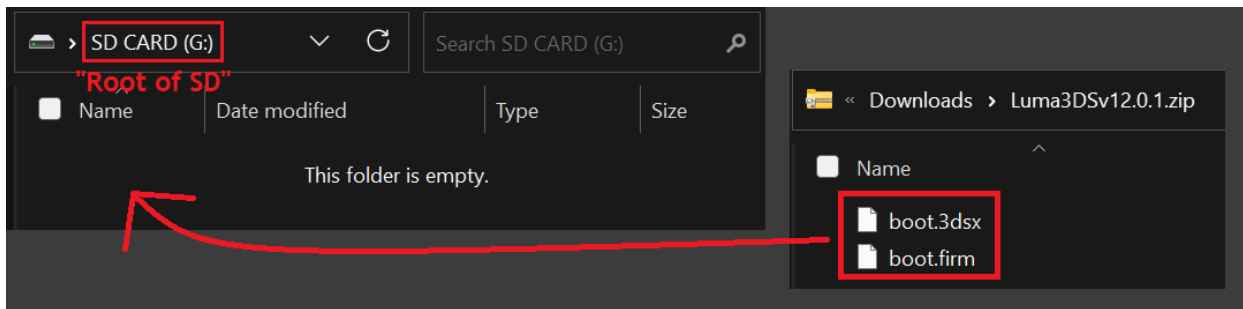 SD CARD (G:)
Search SD CARD (G:)
"Root of SD"
Name
Date modified
Type
Size
This folder is empty.
« Downloads > Luma3DSv12.0.1.zip
Name
boot.3dsx
boot.firm